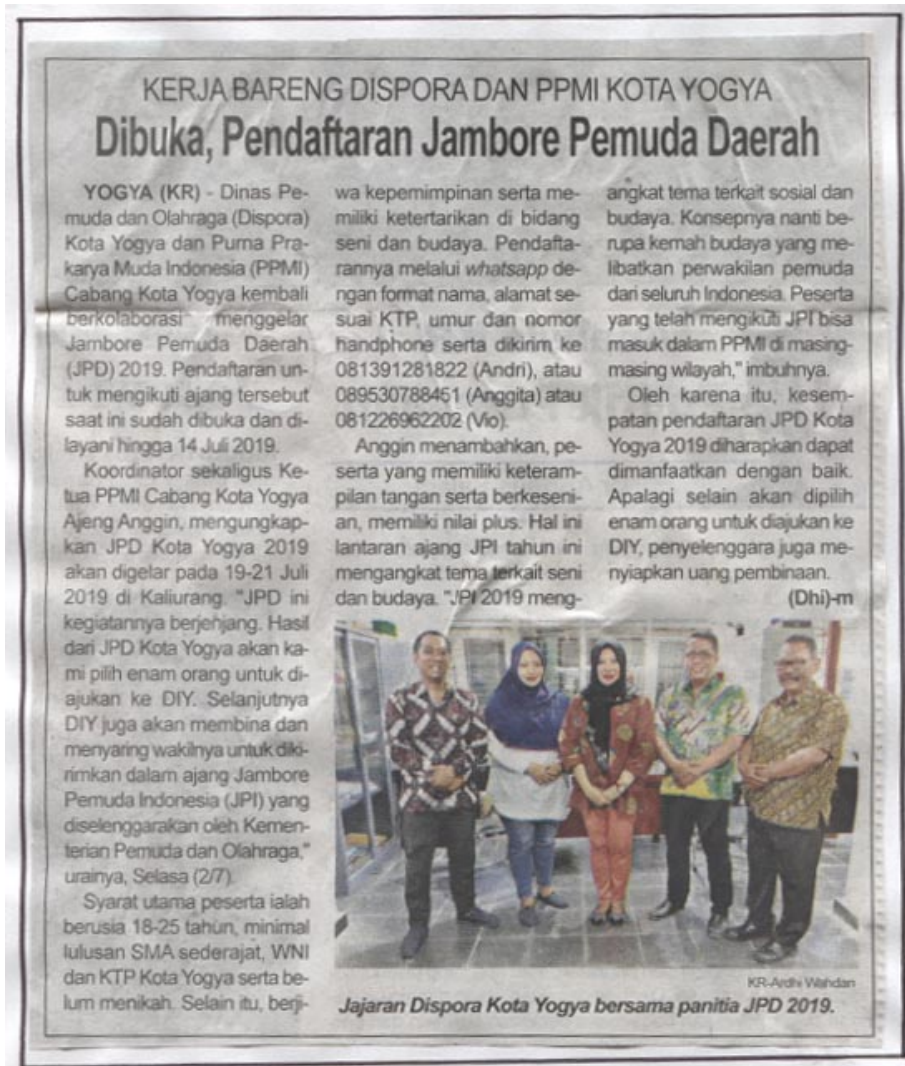 KERJA BARENG DISPORA DAN PPMI KOTA YOGYA
Dibuka, Pendaftaran Jambore Pemuda Daerah
YOGYA (KR) - Dinas Pe-
muda dan Olahraga (Dispora)
Kota Yogya dan Purna Pra-
karya Muda Indonesia (PPMI)
Cabang Kota Yogya kembali
berkolaborasi menggelar
Jambore Pemuda Daerah
(JPD) 2019. Pendaftaran un-
tuk mengikuti ajang tersebut
saat ini sudah dibuka dan di-
layani hingga 14 Juli 2019.
Koordinator sekaligus Ke-
tua PPMI Cabang Kota Yogya
Ajeng Anggin, mengungkap-
kan JPD Kota Yogya 2019
akan digelar pada 19-21 Juli
2019 di Kaliurang. "JPD ini
kegiatannya berjenjang. Hasil
dari JPD Kota Yogya akan ka-
mi pilih enam orang untuk di-
ajukan ke DIY. Selanjutnya
DIY juga akan membina dan
menyaring wakilnya untuk diki-
rimkan dalam ajang Jambore
Pemuda Indonesia (JPI) yang
diselenggarakan oleh Kemen-
terian Pemuda dan Olahraga,"
urainya, Selasa (2/7).
Syarat utama peserta ialah
berusia 18-25 tahun, minimal
lulusan SMA sederajat, WNI
dan KTP Kota Yogya serta be-
lum menikah. Selain itu, berji-
wa kepemimpinan serta me-
miliki ketertarikan di bidang
seni dan budaya. Pendafta-
rannya melalui whatsapp de-
ngan format nama, alamat se-
suai KTP, umur dan nomor
handphone serta dikirim ke
081391281822 (Andri), atau
089530788451 (Anggita) atau
081226962202 (Vio).
Anggin menambahkan, pe-
serta yang memiliki keteram-
pilan tangan serta berkeseni-
an, memiliki nilai plus. Hal ini
lantaran ajang JPI tahun ini
mengangkat tema terkait seni
dan budaya. "JPI 2019 meng-
angkat tema terkait sosial dan
budaya. Konsepnya nanti be-
rupa kemah budaya yang me-
libatkan perwakilan pemuda
dari seluruh Indonesia. Peserta
yang telah mengikuti JPI bisa
masuk dalam PPMI di masing-
masing wilayah," imbuhnya.
Oleh karena itu, kesem-
patan pendaftaran JPD Kota
Yogya 2019 diharapkan dapat
dimanfaatkan dengan baik.
Apalagi selain akan dipilih
enam orang untuk diajukan ke
DIY, penyelenggara juga me-
nyiapkan uang pembinaan.
(Dhi)-m
KR-Ardhi Wahdan
Jajaran Dispora Kota Yogya bersama panitia JPD 2019.